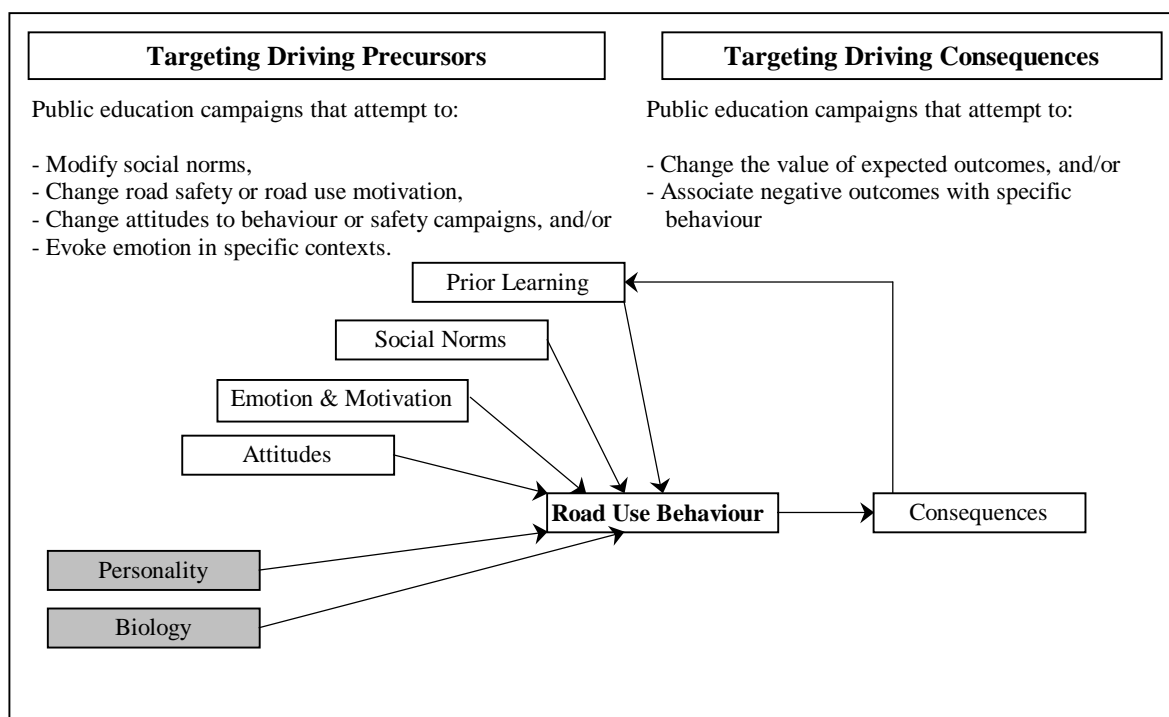 Targeting Driving Precursors
Public education campaigns that attempt to:
- Modify social norms,
- Change road safety or road use motivation,
- Change attitudes to behaviour or safety campaigns, and/or
- Evoke emotion in specific contexts.
Targeting Driving Consequences
Public education campaigns that attempt to:
- Change the value of expected outcomes, and/or
- Associate negative outcomes with specific
behaviour
Prior Learning
Social Norms
Emotion & Motivation
Attitudes
Road Use Behaviour
Consequences
Personality
Biology